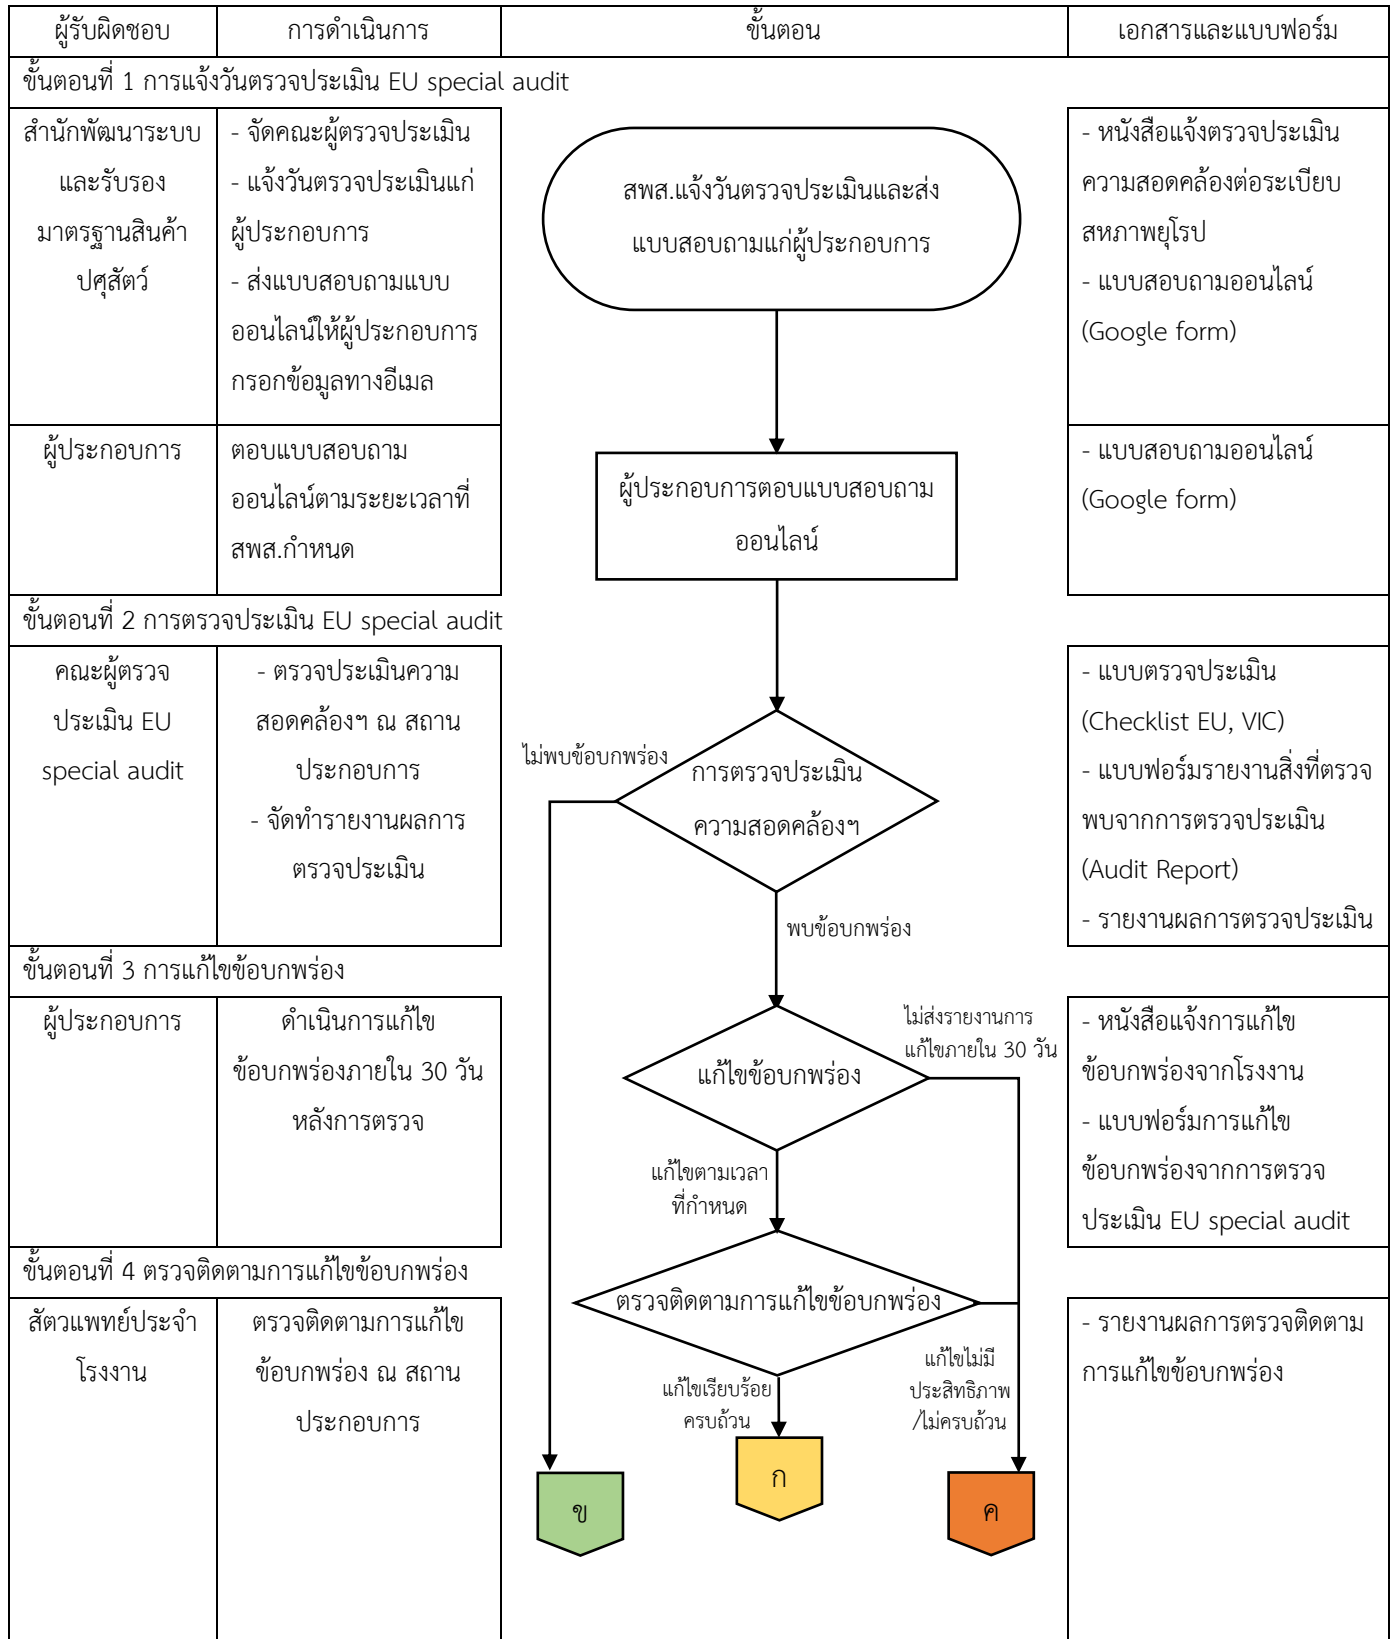 ผู้รับผิดชอบ
การดำเนินการ
ขั้นตอน
เอกสารและแบบฟอร์ม
ขั้นตอนที่ 1 การแจ้งวันตรวจประเมิน EU special audit
สำนักพัฒนาระบบ
และรับรอง
มาตรฐานสินค้า
ปศุสัตว์
- จัดคณะผู้ตรวจประเมิน
- แจ้งวันตรวจประเมินแก่
ผู้ประกอบการ
- ส่งแบบสอบถามแบบ
ออนไลน์ให้ผู้ประกอบการ
กรอกข้อมูลทางอีเมล
สพส.แจ้งวันตรวจประเมินและส่ง
แบบสอบถามแก่ผู้ประกอบการ
- หนังสือแจ้งตรวจประเมิน
ความสอดคล้องต่อระเบียบ
สหภาพยุโรป
- แบบสอบถามออนไลน์
(Google form)
ผู้ประกอบการ
ตอบแบบสอบถาม
ออนไลน์ตามระยะเวลาที่
สพส.กำหนด
ผู้ประกอบการตอบแบบสอบถาม
ออนไลน์
- แบบสอบถามออนไลน์
(Google form)
ขั้นตอนที่ 2 การตรวจประเมิน EU special audit
คณะผู้ตรวจ
ประเมิน EU
special audit
- ตรวจประเมินความ
สอดคล้องฯ ณ สถาน
ประกอบการ
- จัดทำรายงานผลการ
ตรวจประเมิน
ไม่พบข้อบกพร่อง
การตรวจประเมิน
ความสอดคล้องฯ
พบข้อบกพร่อง
- แบบตรวจประเมิน
(Checklist EU, VIC)
- แบบฟอร์มรายงานสิ่งที่ตรวจ
พบจากการตรวจประเมิน
(Audit Report)
- รายงานผลการตรวจประเมิน
ขั้นตอนที่ 3 การแก้ไขข้อบกพร่อง
ผู้ประกอบการ
ดำเนินการแก้ไข
ข้อบกพร่องภายใน 30 วัน
หลังการตรวจ
ไม่ส่งรายงานการ
แก้ไขภายใน 30 วัน
แก้ไขข้อบกพร่อง
แก้ไขตามเวลา
ที่กำหนด
- หนังสือแจ้งการแก้ไข
ข้อบกพร่องจากโรงงาน
- แบบฟอร์มการแก้ไข
ข้อบกพร่องจากการตรวจ
ประเมิน EU special audit
ขั้นตอนที่ 4 ตรวจติดตามการแก้ไขข้อบกพร่อง
สัตวแพทย์ประจำ
โรงงาน
ตรวจติดตามการแก้ไข
ข้อบกพร่อง ณ สถาน
ประกอบการ
ตรวจติดตามการแก้ไขข้อบกพร่อง
แก้ไขเรียบร้อย
ครบถ้วน
แก้ไขไม่มี
ประสิทธิภาพ
/ไม่ครบถ้วน
- รายงานผลการตรวจติดตาม
การแก้ไขข้อบกพร่อง
ข
ก
ค